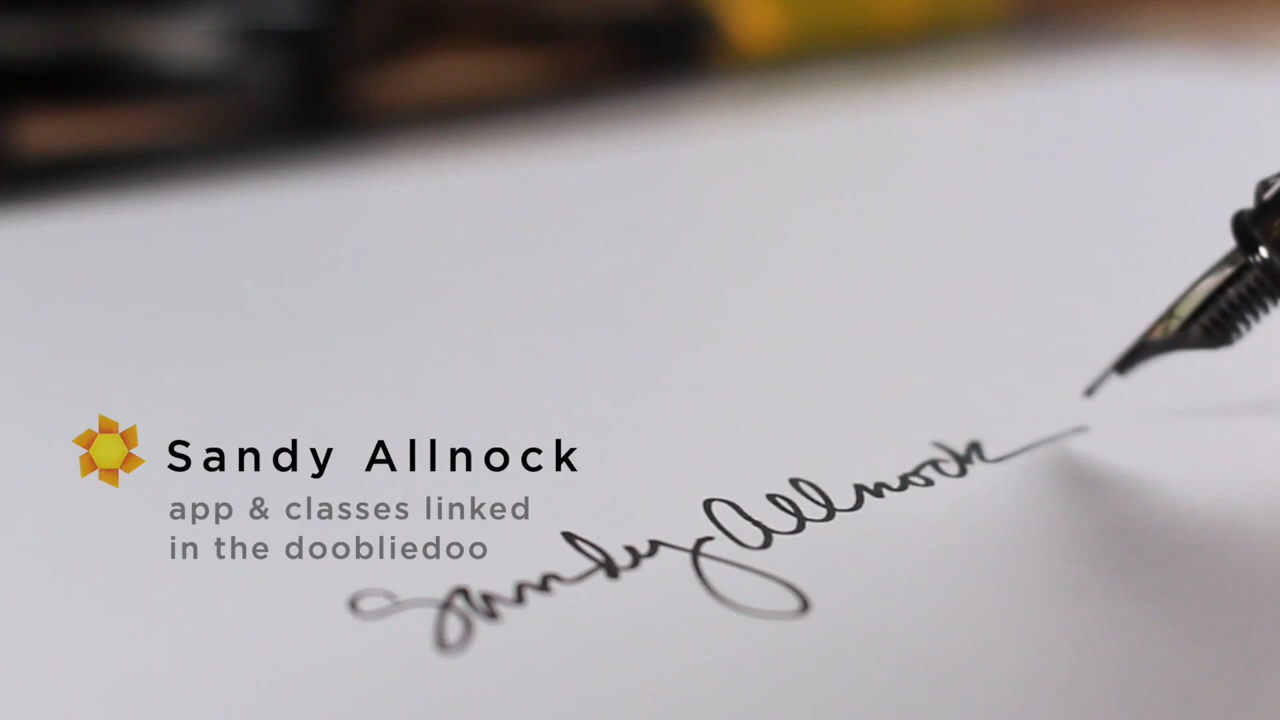 Sandy Allnock
app & classes linked
in the doobliedoo
Sandy Allnock